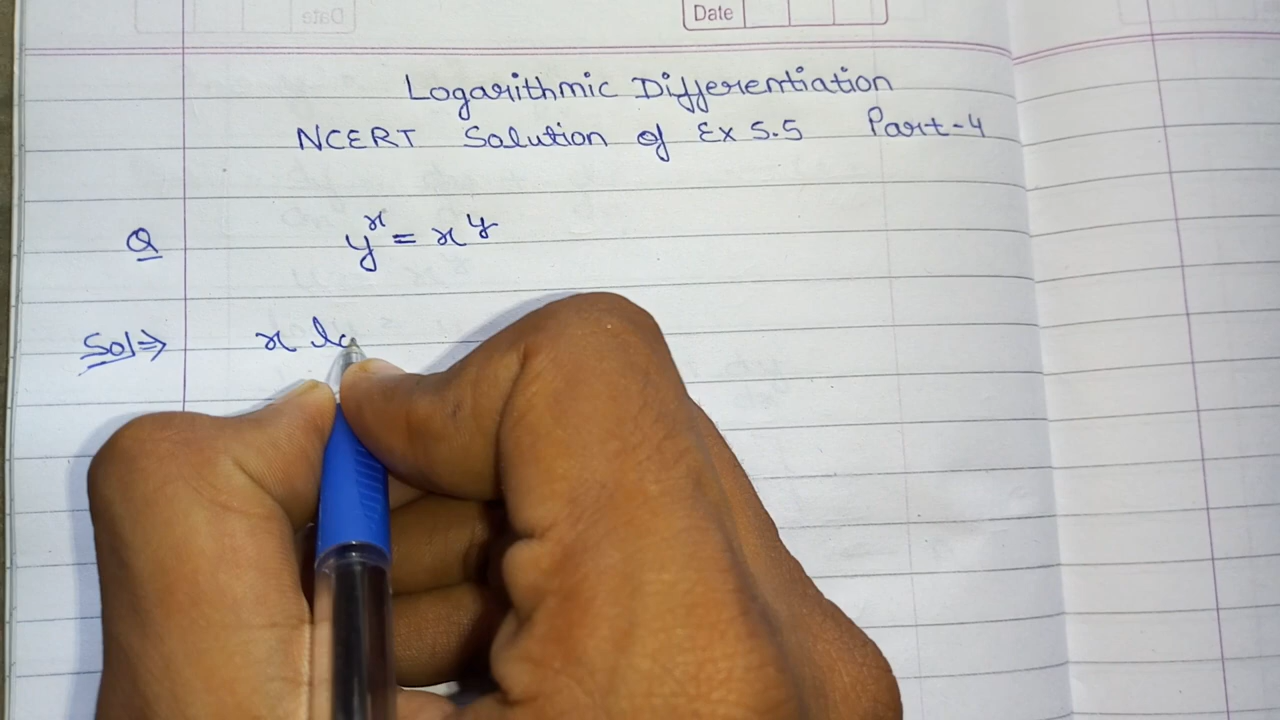 Date
Logarithmic Differentiation
NCERT Solution of Ex 5.5 Part-4
Q y^x = x^y
Sol⇒ x lo